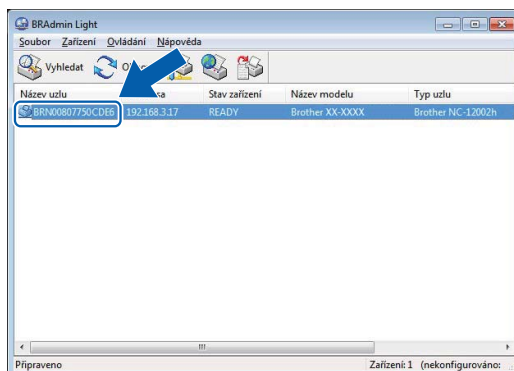 BRAdmin Light
Soubor Zařízení Ovládání Nápověda
Vyhledat
Název uzlu Stav zařízení Název modelu Typ uzlu
BRN00807750CDE6 192.168.3.17 READY Brother XX-XXXX Brother NC-12002h
Připraveno Zařízení: 1 (nekonfigurováno: